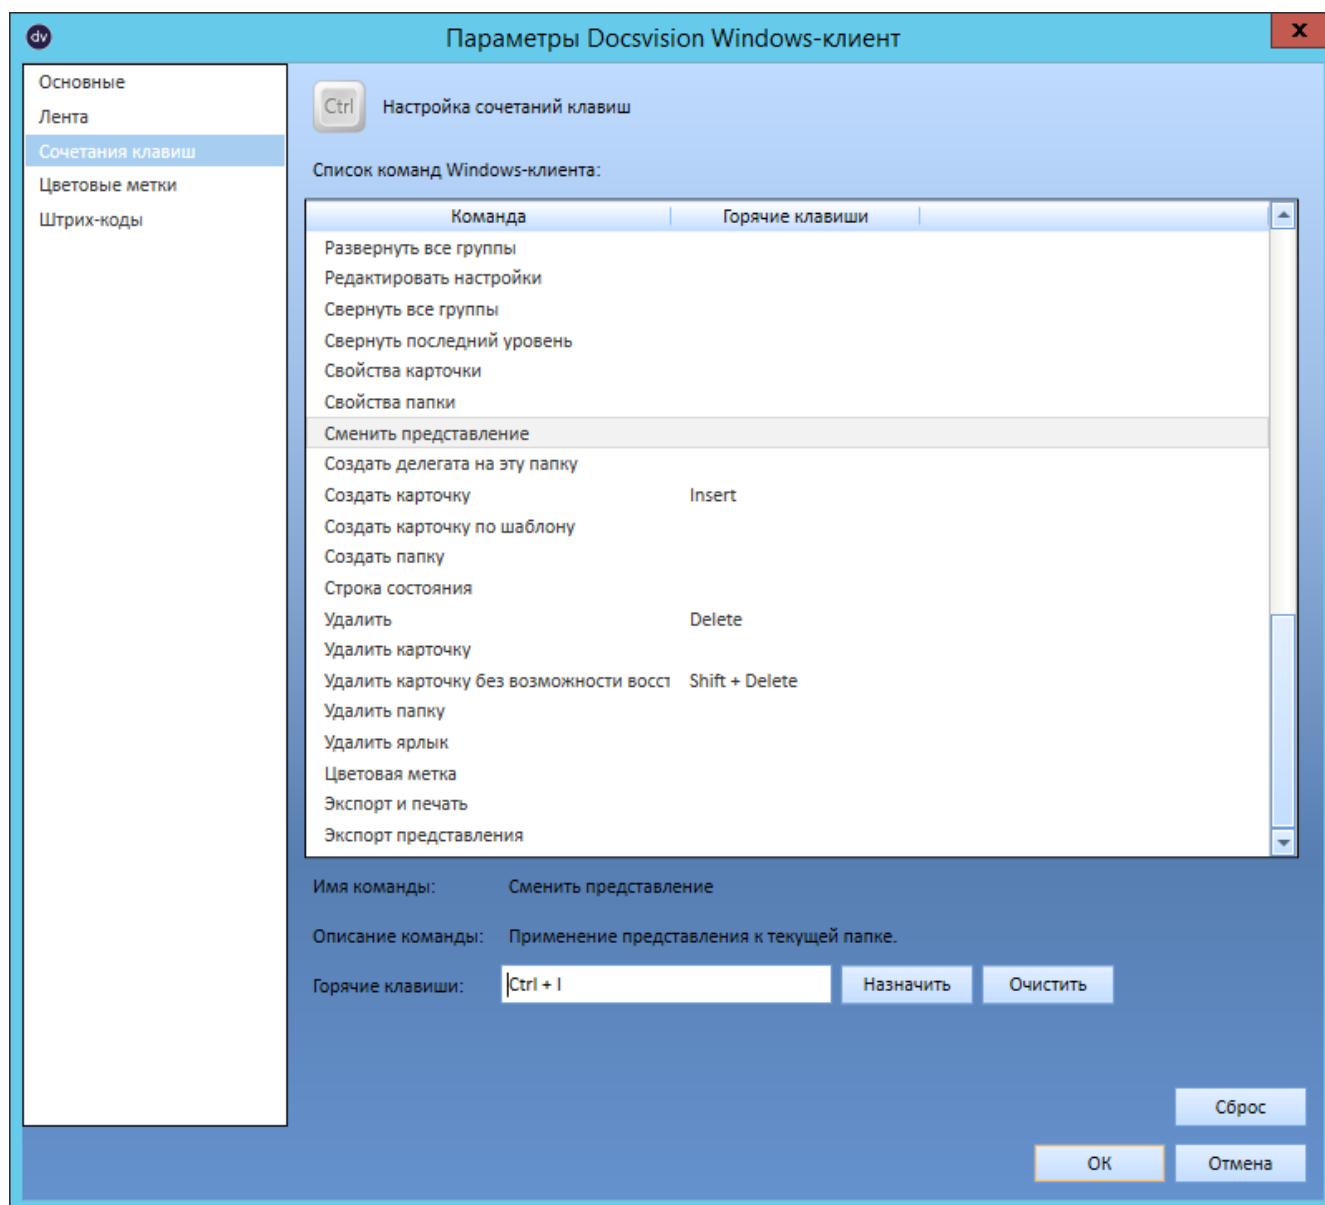 dv
Параметры Docsvision Windows-клиент
x
Основные
Лента
Сочетания клавиш
Цветовые метки
Штрих-коды
Ctrl
Настройка сочетаний клавиш
Список команд Windows-клиента:
Команда Горячие клавиши
Развернуть все группы
Редактировать настройки
Свернуть все группы
Свернуть последний уровень
Свойства карточки
Свойства папки
Сменить представление
Создать делегата на эту папку
Создать карточку Insert
Создать карточку по шаблону
Создать папку
Строка состояния
Удалить Delete
Удалить карточку
Удалить карточку без возможности восст Shift + Delete
Удалить папку
Удалить ярлык
Цветовая метка
Экспорт и печать
Экспорт представления
Имя команды: Сменить представление
Описание команды: Применение представления к текущей папке.
Горячие клавиши: Ctrl + I Назначить Очистить
Сброс
ОК Отмена